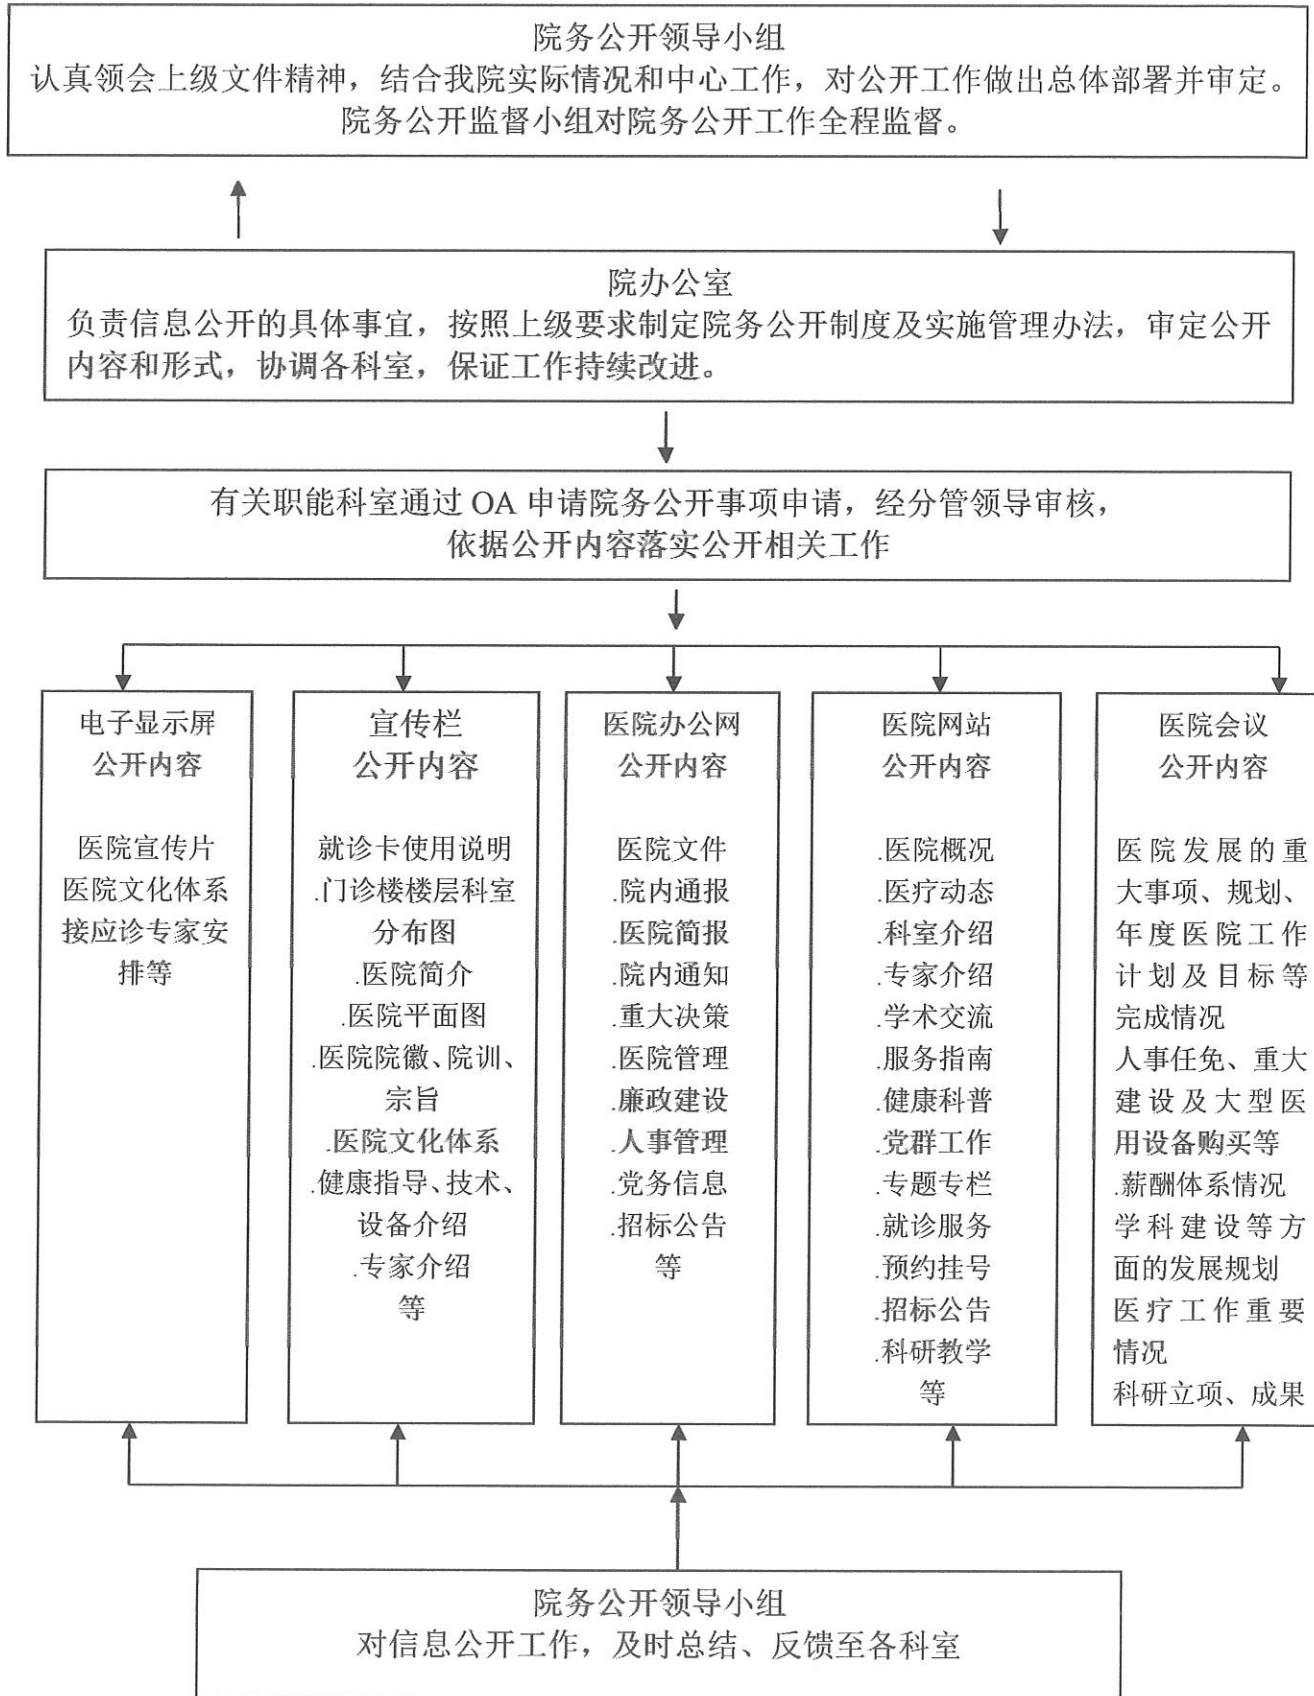 院务公开领导小组
认真领会上级文件精神，结合我院实际情况和中心工作，对公开工作做出总体部署并审定。
院务公开监督小组对院务公开工作全程监督。
院办公室
负责信息公开的具体事宜，按照上级要求制定院务公开制度及实施管理办法，审定公开
内容和形式，协调各科室，保证工作持续改进。
有关职能科室通过 OA 申请院务公开事项申请，经分管领导审核，
依据公开内容落实公开相关工作
电子显示屏
公开内容
医院宣传片
医院文化体系
接应诊专家安
排等
宣传栏
公开内容
就诊卡使用说明
.门诊楼楼层科室
分布图
.医院简介
.医院平面图
.医院院徽、院训、
宗旨
.医院文化体系
.健康指导、技术、
设备介绍
.专家介绍
等
医院办公网
公开内容
医院文件
.院内通报
.医院简报
.院内通知
.重大决策
.医院管理
.廉政建设
.人事管理
.党务信息
.招标公告
等
医院网站
公开内容
.医院概况
.医疗动态
.科室介绍
.专家介绍
.学术交流
.服务指南
.健康科普
.党群工作
.专题专栏
.就诊服务
.预约挂号
.招标公告
.科研教学
等
医院会议
公开内容
医院发展的重
大事项、规划、
年度医院工作
计划及目标等
完成情况
人事任免、重大
建设及大型医
用设备购买等
.薪酬体系情况
学科建设等方
面的发展规划
医疗工作重要
情况
科研立项、成果
院务公开领导小组
对信息公开工作，及时总结、反馈至各科室